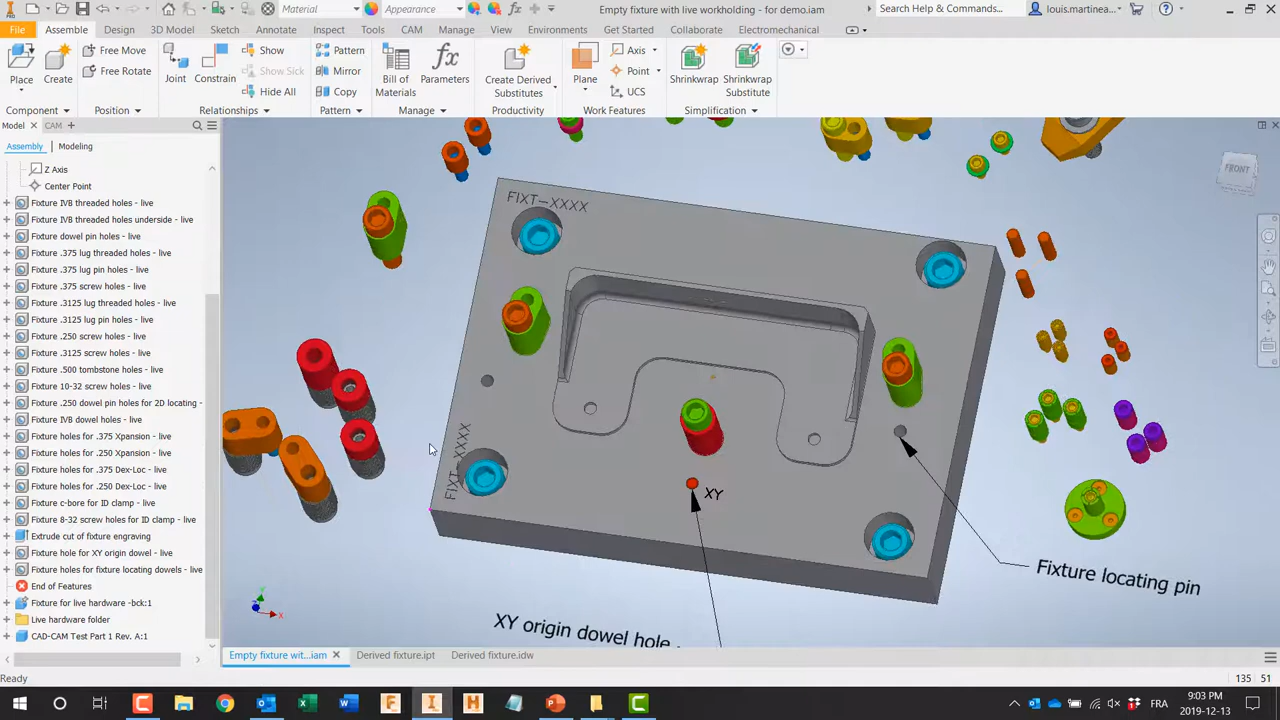 Material
Appearance
Empty fixture with live workholding - for demo.iam
Search Help & Commands...
louis.martinea...
File
Assemble
Design
3D Model
Sketch
Annotate
Inspect
Tools
CAM
Manage
View
Environments
Get Started
Collaborate
Electromechanical
Place
Create
Free Move
Free Rotate
Joint
Constrain
Show
Show Sick
Hide All
Pattern
Mirror
Copy
Bill of
Materials
Parameters
Create Derived
Substitutes
Plane
Axis
Point
UCS
Shrinkwrap
Shrinkwrap
Substitute
Component
Position
Relationships
Pattern
Manage
Productivity
Work Features
Simplification
Model
CAM
Assembly
Modeling
Z Axis
Center Point
Fixture IVB threaded holes - live
Fixture IVB threaded holes underside - live
Fixture dowel pin holes - live
Fixture .375 lug threaded holes - live
Fixture .375 lug pin holes - live
Fixture .375 screw holes - live
Fixture .3125 lug threaded holes - live
Fixture .3125 lug pin holes - live
Fixture .250 screw holes - live
Fixture .3125 screw holes - live
Fixture .500 tombstone holes - live
Fixture 10-32 screw holes - live
Fixture .250 dowel pin holes for 2D locating -
Fixture IVB dowel holes - live
Fixture holes for .375 Xpansion - live
Fixture holes for .250 Xpansion - live
Fixture holes for .375 Dex-Loc - live
Fixture holes for .250 Dex-Loc - live
Fixture c-bore for ID clamp - live
Fixture 8-32 screw holes for ID clamp - live
Extrude cut of fixture engraving
Fixture hole for XY origin dowel - live
Fixture holes for fixture locating dowels - live
End of Features
Fixture for live hardware -bck:1
Live hardware folder
CAD-CAM Test Part 1 Rev. A:1
FRONT
FIXT-XXXX
FIXT-XXXX
XY
Fixture locating pin
XY origin dowel hole
Y
Z
X
Empty fixture wit...iam
Derived fixture.ipt
Derived fixture.idw
Ready
135
51
FRA
9:03 PM
2019-12-13